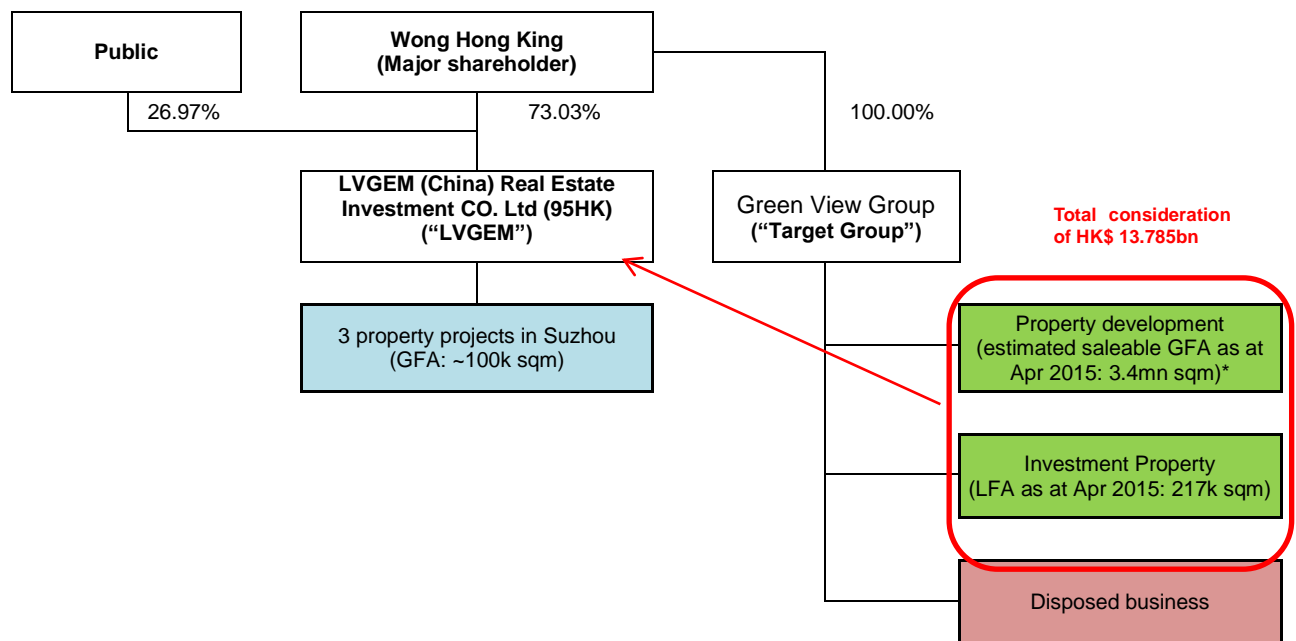 Public
Wong Hong King
(Major shareholder)
26.97%
73.03%
100.00%
LVGEM (China) Real Estate
Investment CO. Ltd (95HK)
(“LVGEM”)
Green View Group
(“Target Group”)
Total consideration
of HK$ 13.785bn
3 property projects in Suzhou
(GFA: ~100k sqm)
Property development
(estimated saleable GFA as at
Apr 2015: 3.4mn sqm)*
Investment Property
(LFA as at Apr 2015: 217k sqm)
Disposed business